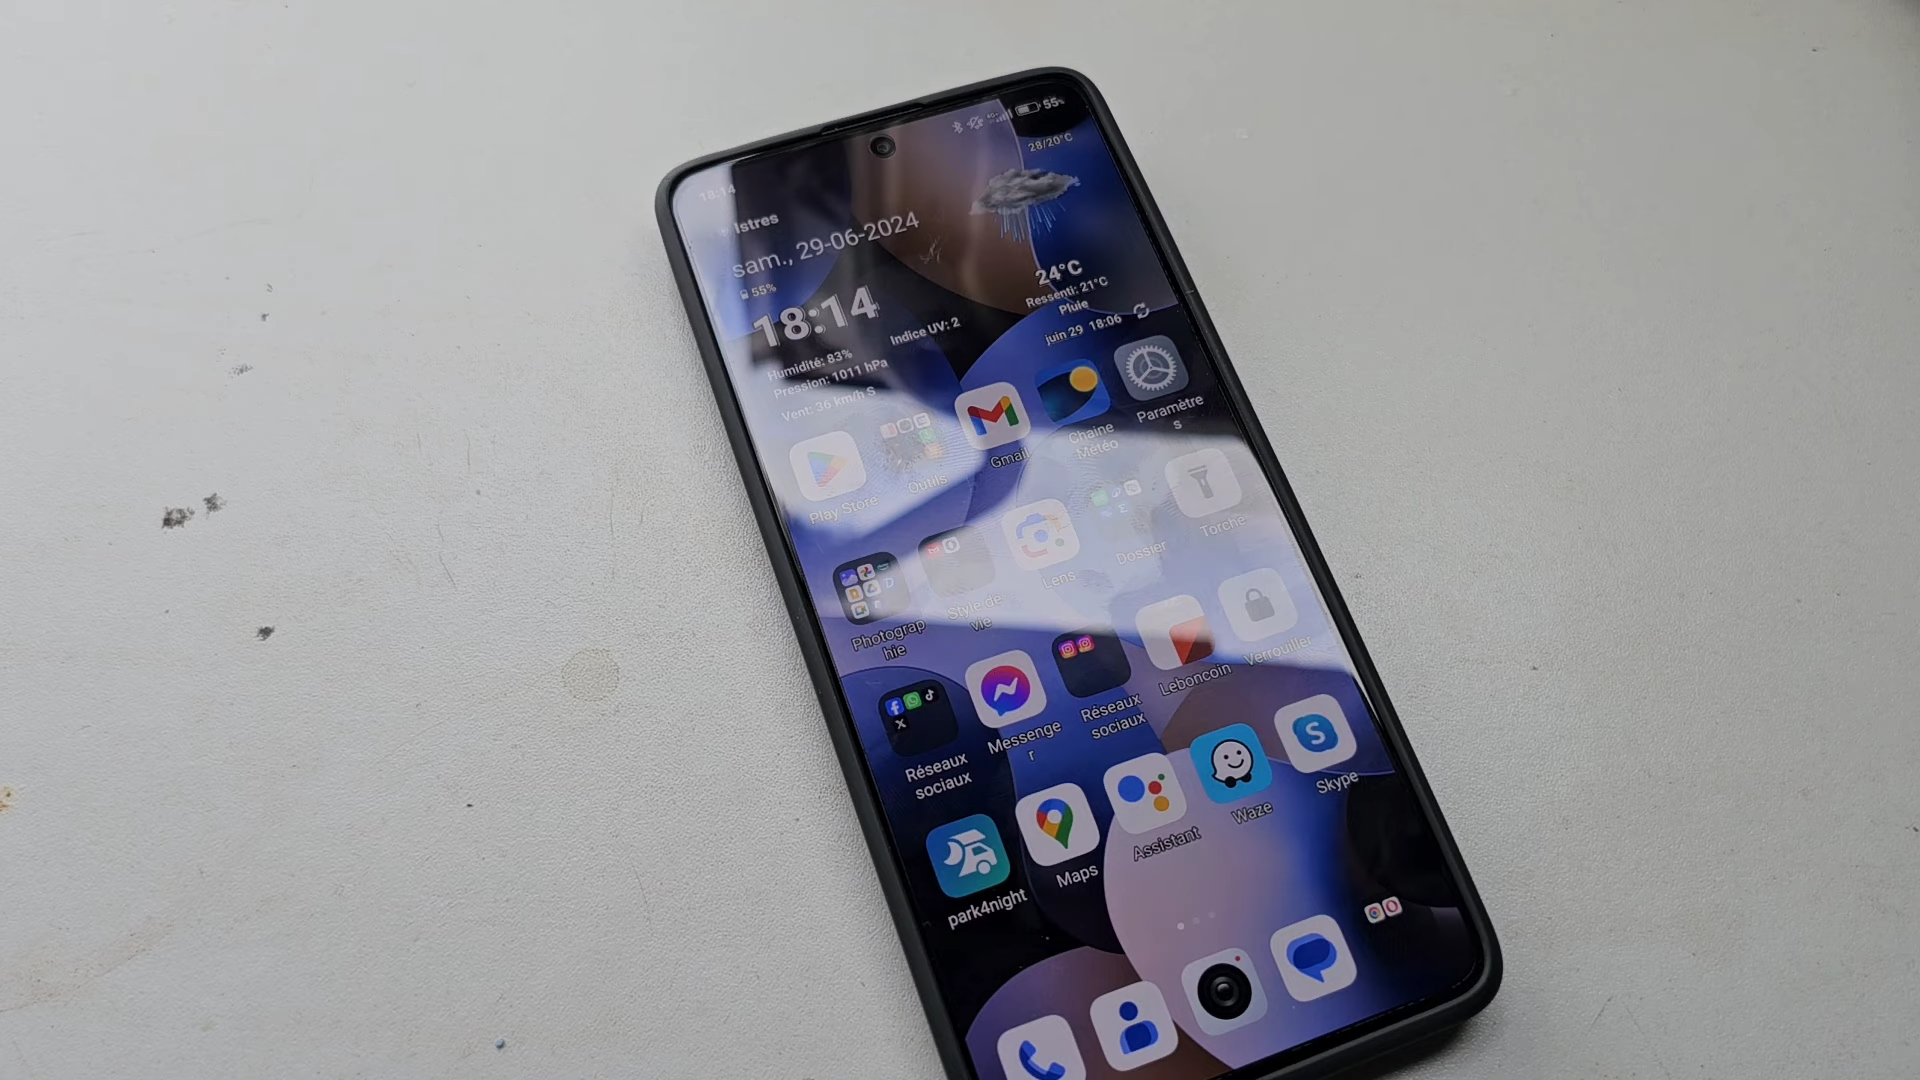 18:14
55%
28/20°C
Istres
sam., 29-06-2024
55%
18:14
Indice UV: 2
Humidité: 83%
Pression: 1011 hPa
Vent: 36 km/h S
24°C
Ressenti: 21°C
Pluie
juin 29 18:06
Play Store
Outils
Gmail
Chaine
Météo
Paramètre
s
Photograp
hie
Style de
vie
Lens
Dossier
Torche
Réseaux
sociaux
Messenge
r
Réseaux
sociaux
Leboncoin
Verrouiller
park4night
Maps
Assistant
Waze
S
Skype